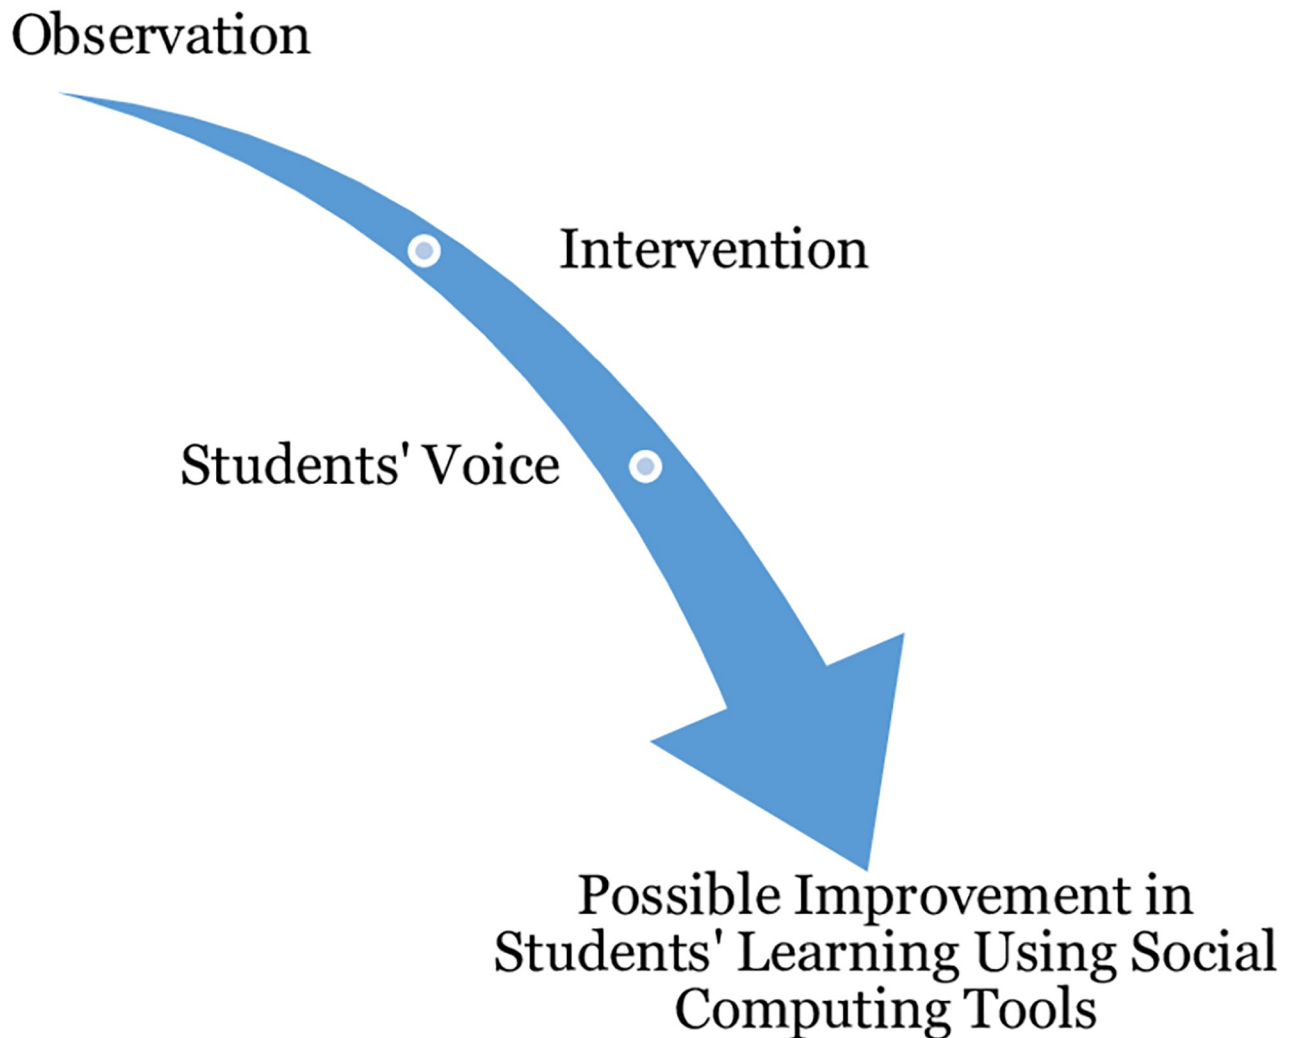 Observation
Intervention
Students' Voice
Possible Improvement in
Students' Learning Using Social
Computing Tools